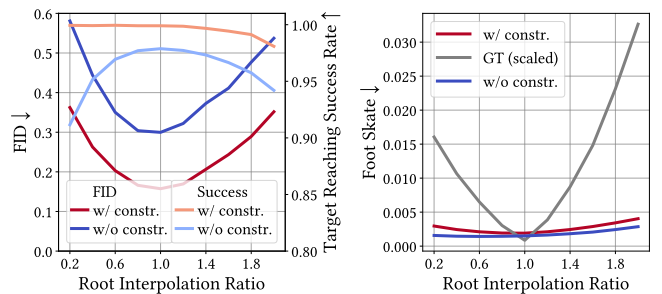 0.6
0.5
0.4
0.3
0.2
0.1
0.0
FID ↓
1.00
0.95
0.90
0.85
0.80
Target Reaching Success Rate ↑
FID
w/ constr.
w/o constr.
Success
w/ constr.
w/o constr.
0.2 0.6 1.0 1.4 1.8
Root Interpolation Ratio
0.030
0.025
0.020
0.015
0.010
0.005
0.000
Foot Skate ↓
w/ constr.
GT (scaled)
w/o constr.
0.2 0.6 1.0 1.4 1.8
Root Interpolation Ratio